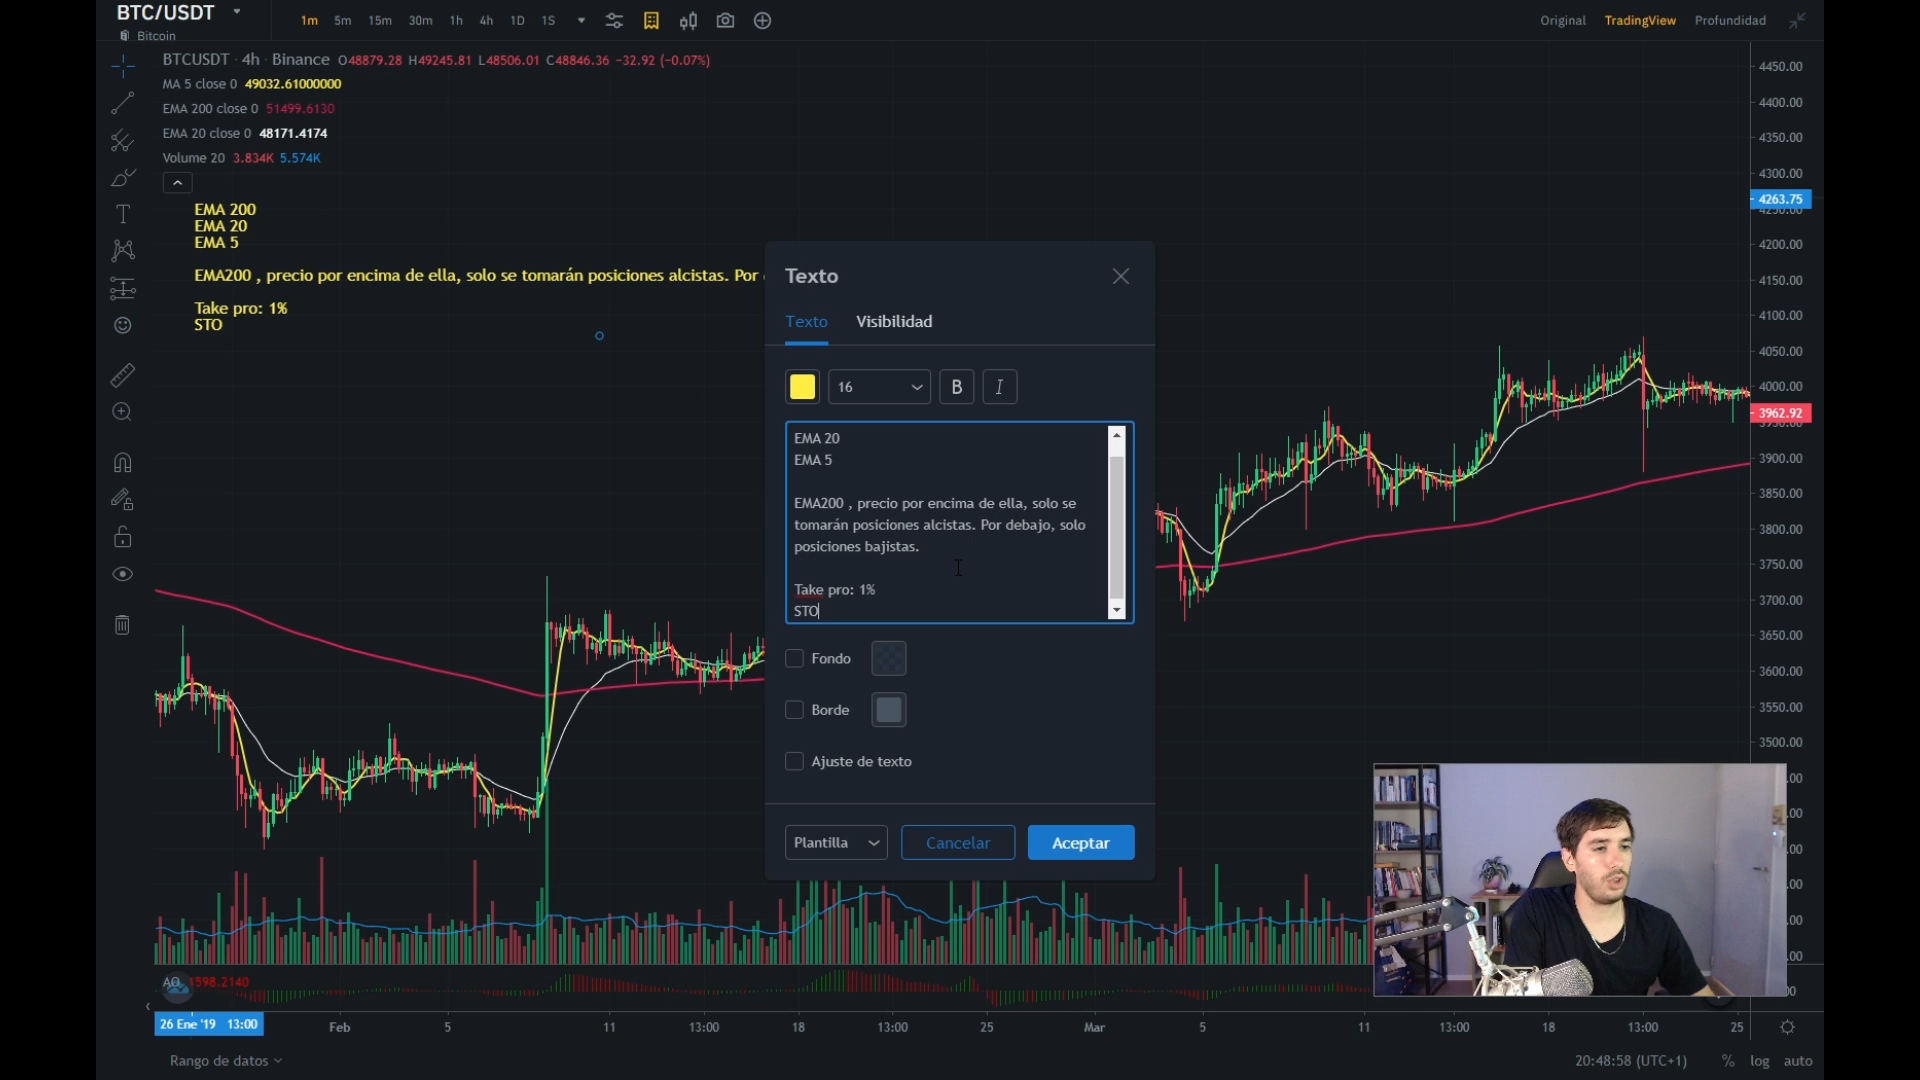 BTC/USDT
Bitcoin
1m 5m 15m 30m 1h 4h 1D 1S
Original TradingView Profundidad
BTCUSDT · 4h · Binance O48879.28 H49245.81 L48506.01 C48846.36 −32.92 (−0.07%)
MA 5 close 0 49032.61000000
EMA 200 close 0 51499.6130
EMA 20 close 0 48171.4174
Volume 20 3.834K 5.574K
EMA 200
EMA 20
EMA 5
EMA200 , precio por encima de ella, solo se tomarán posiciones alcistas. Por
Take pro: 1%
STO
Texto
Texto Visibilidad
16 B I
EMA 20
EMA 5
EMA200 , precio por encima de ella, solo se
tomarán posiciones alcistas. Por debajo, solo
posiciones bajistas.
Take pro: 1%
STO
Fondo
Borde
Ajuste de texto
Plantilla Cancelar Aceptar
4450.00
4400.00
4350.00
4300.00
4263.75
4250.00
4200.00
4150.00
4100.00
4050.00
4000.00
3962.92
3950.00
3900.00
3850.00
3800.00
3750.00
3700.00
3650.00
3600.00
3550.00
3500.00
AO 1598.2140
26 Ene '19 13:00 Feb 5 11 13:00 18 13:00 25 Mar 5 11 13:00 18 13:00 25
Rango de datos
20:48:58 (UTC+1) % log auto